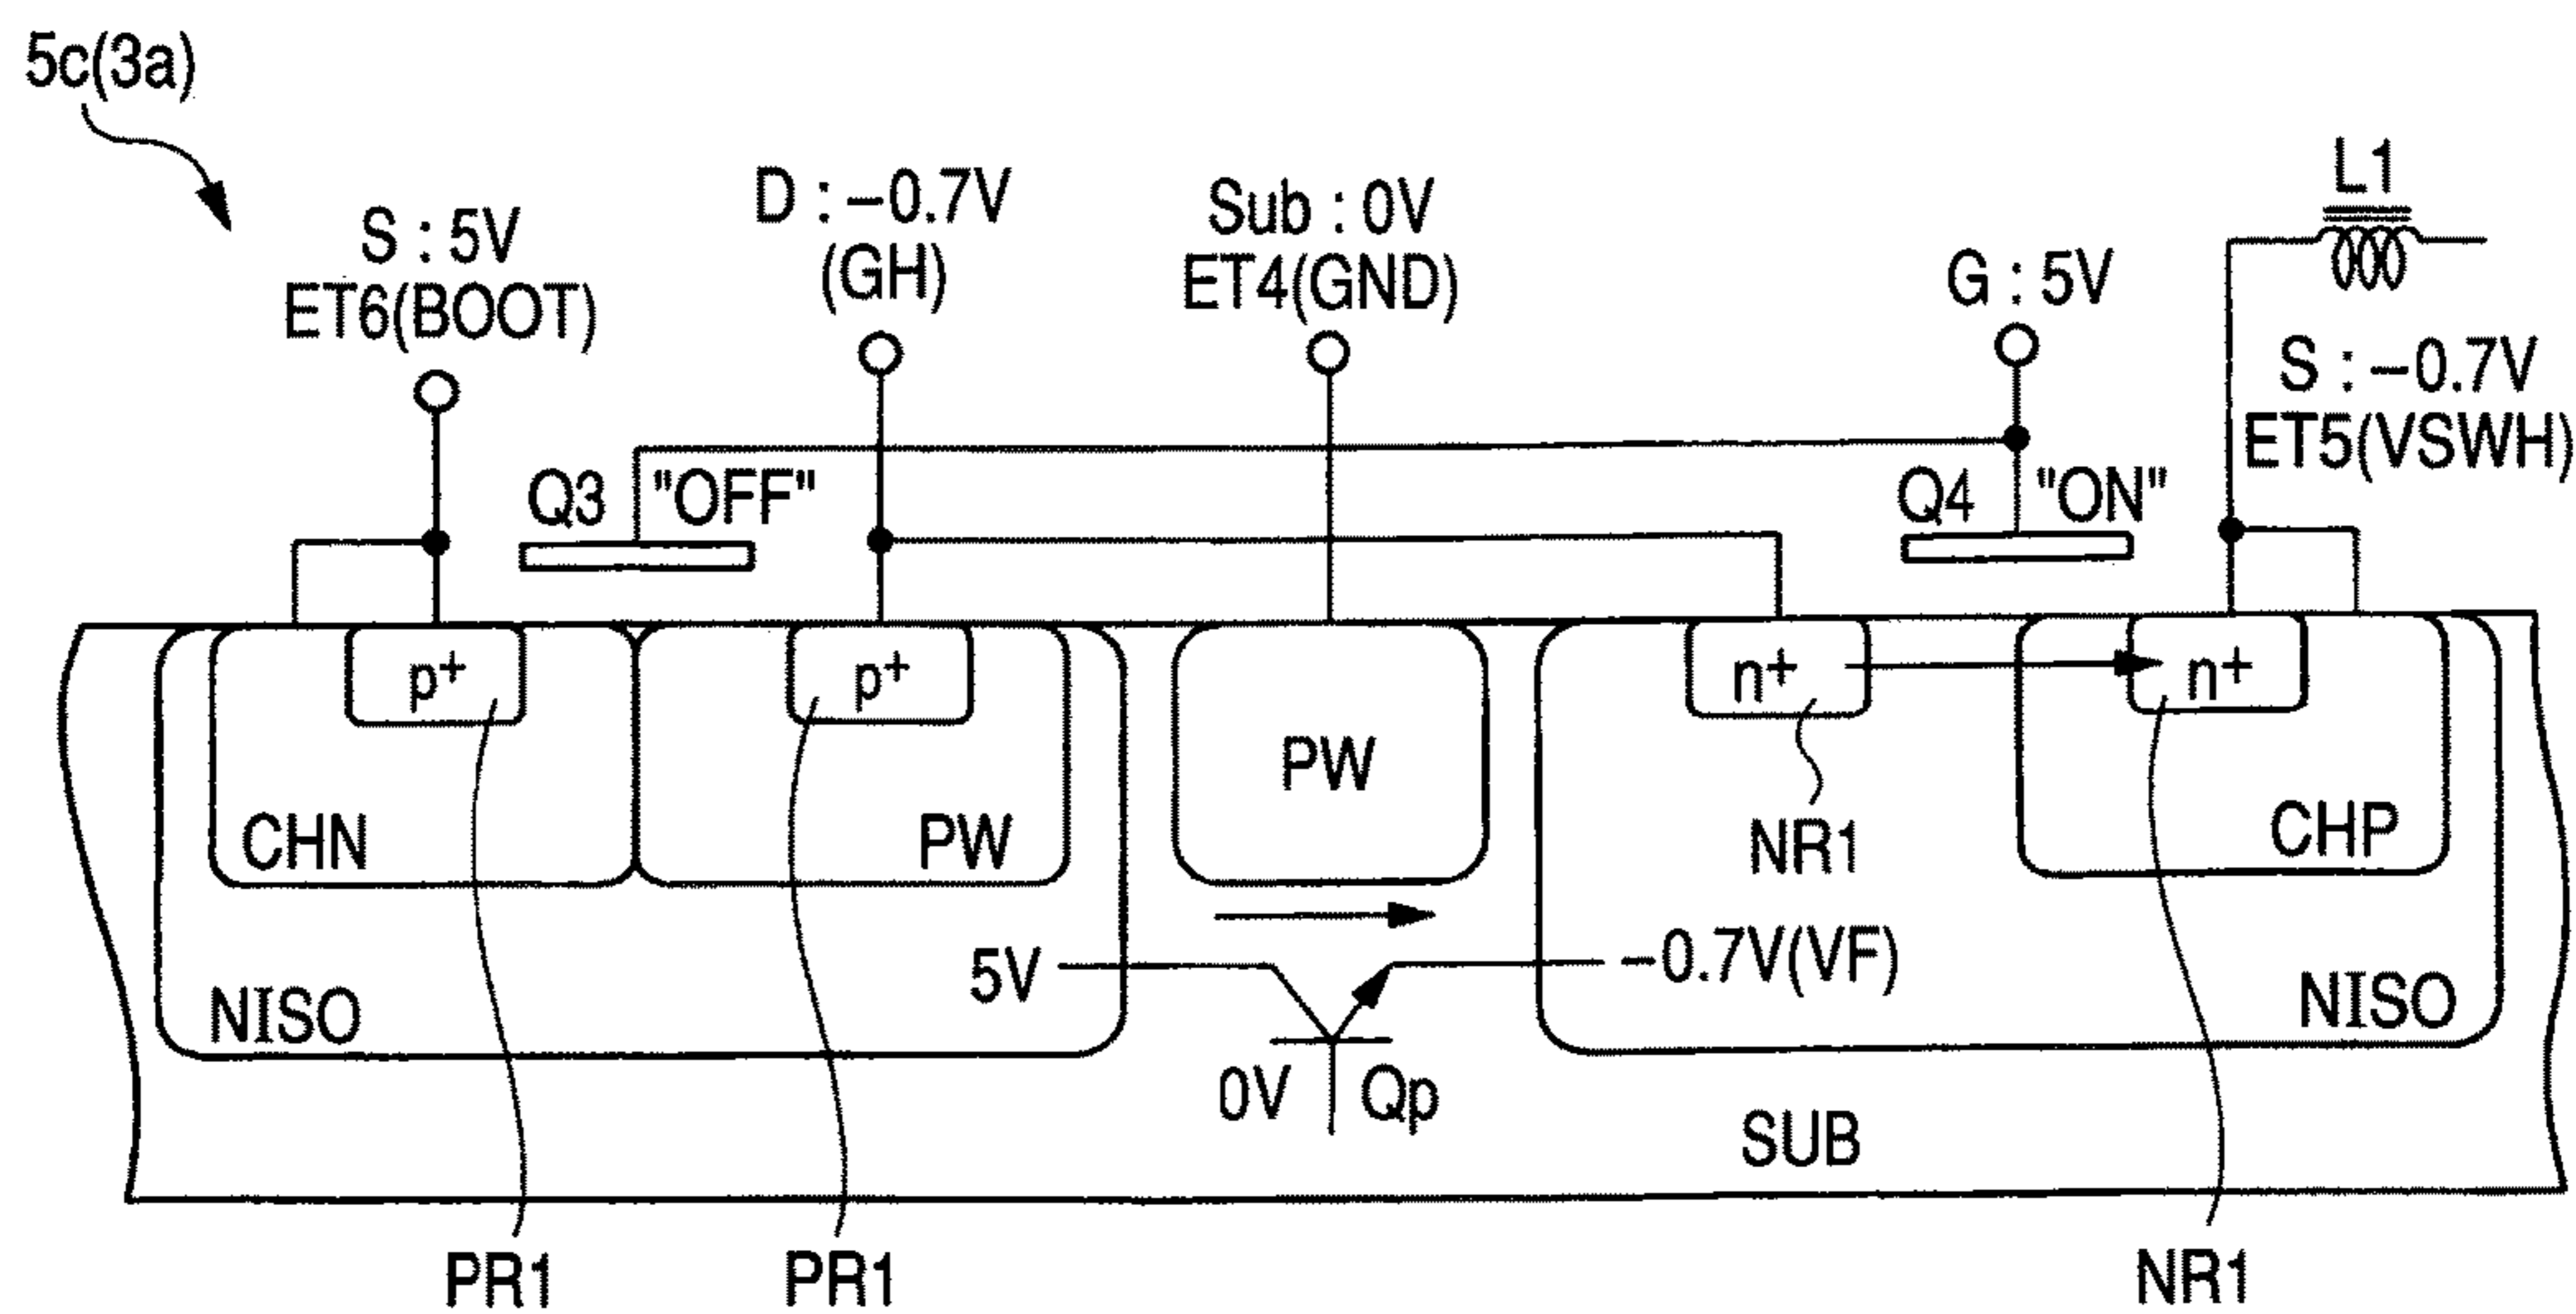 5c(3a)
S : 5V
ET6(BOOT)
D : −0.7V
(GH)
Sub : 0V
ET4(GND)
G : 5V
L1
S : −0.7V
ET5(VSWH)
Q3 "OFF"
Q4 "ON"
p+
p+
n+
n+
CHN
PW
PW
NR1
CHP
NISO
5V
−0.7V(VF)
NISO
0V
Qp
SUB
PR1
PR1
NR1